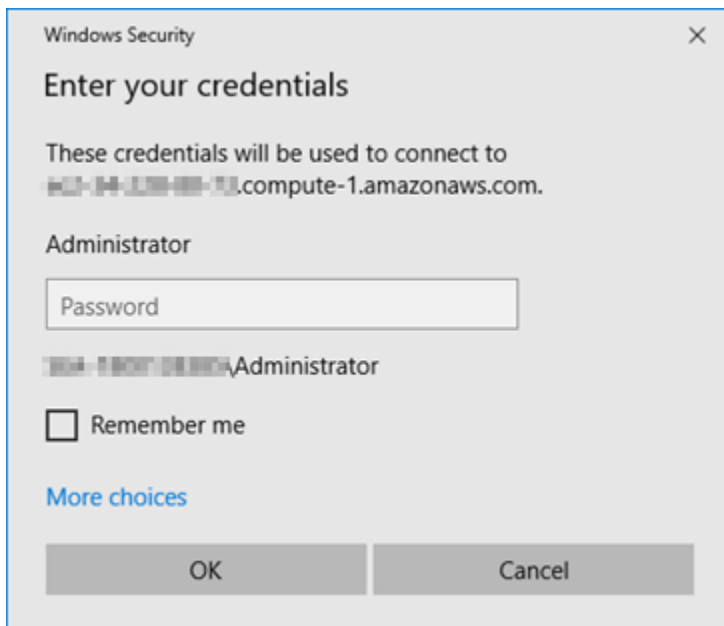 Windows Security
Enter your credentials
These credentials will be used to connect to
.compute-1.amazonaws.com.
Administrator
Password
\Administrator
Remember me
More choices
OK
Cancel